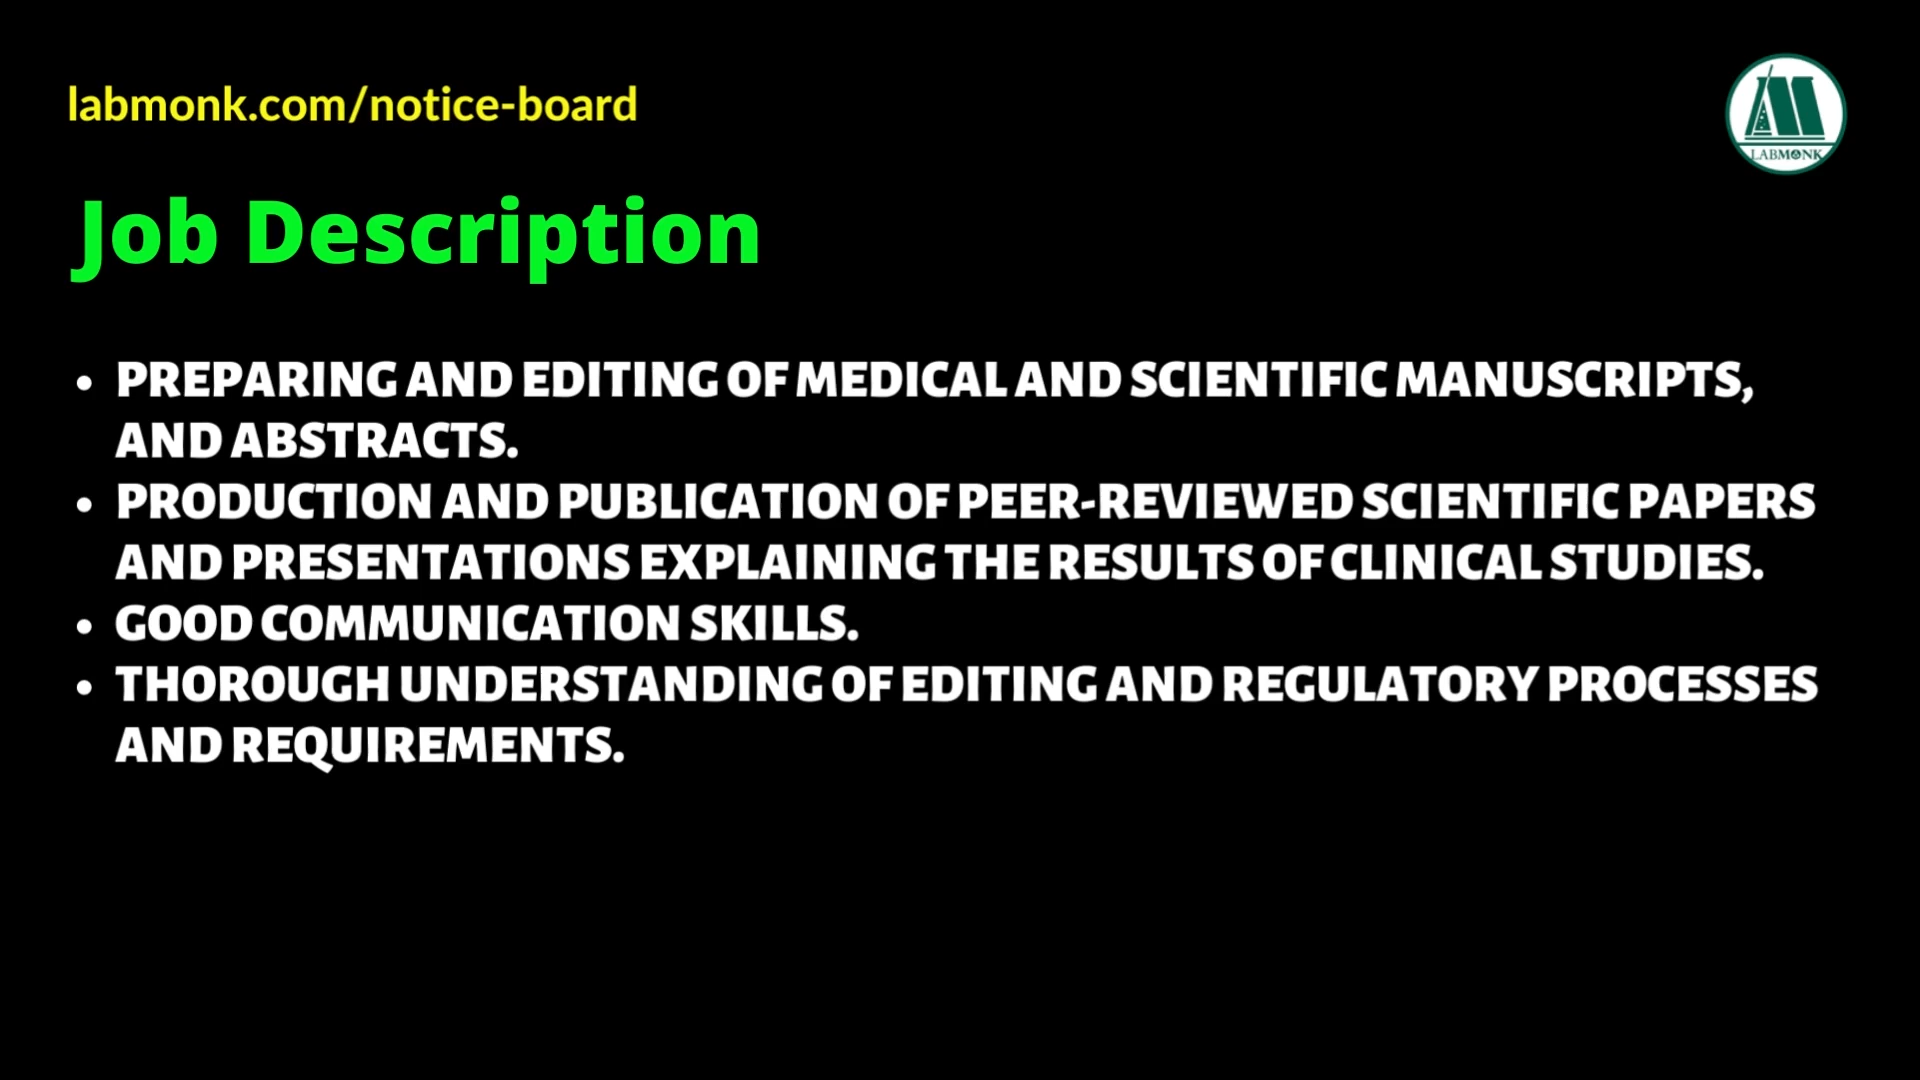 labmonk.com/notice-board
LABMONK
Job Description
• PREPARING AND EDITING OF MEDICAL AND SCIENTIFIC MANUSCRIPTS,
AND ABSTRACTS.
• PRODUCTION AND PUBLICATION OF PEER-REVIEWED SCIENTIFIC PAPERS
AND PRESENTATIONS EXPLAINING THE RESULTS OF CLINICAL STUDIES.
• GOOD COMMUNICATION SKILLS.
• THOROUGH UNDERSTANDING OF EDITING AND REGULATORY PROCESSES
AND REQUIREMENTS.